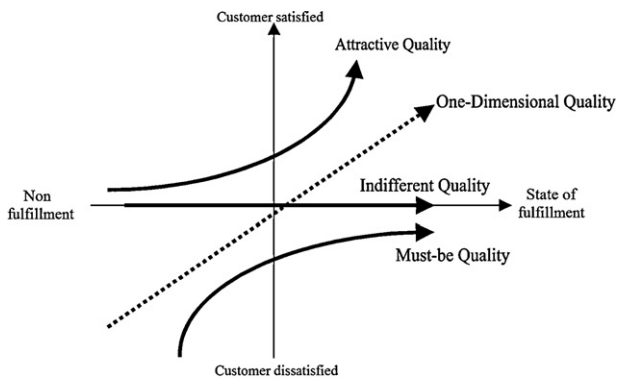 Customer satisfied
Attractive Quality
One-Dimensional Quality
Indifferent Quality
Non
fulfillment
State of
fulfillment
Must-be Quality
Customer dissatisfied